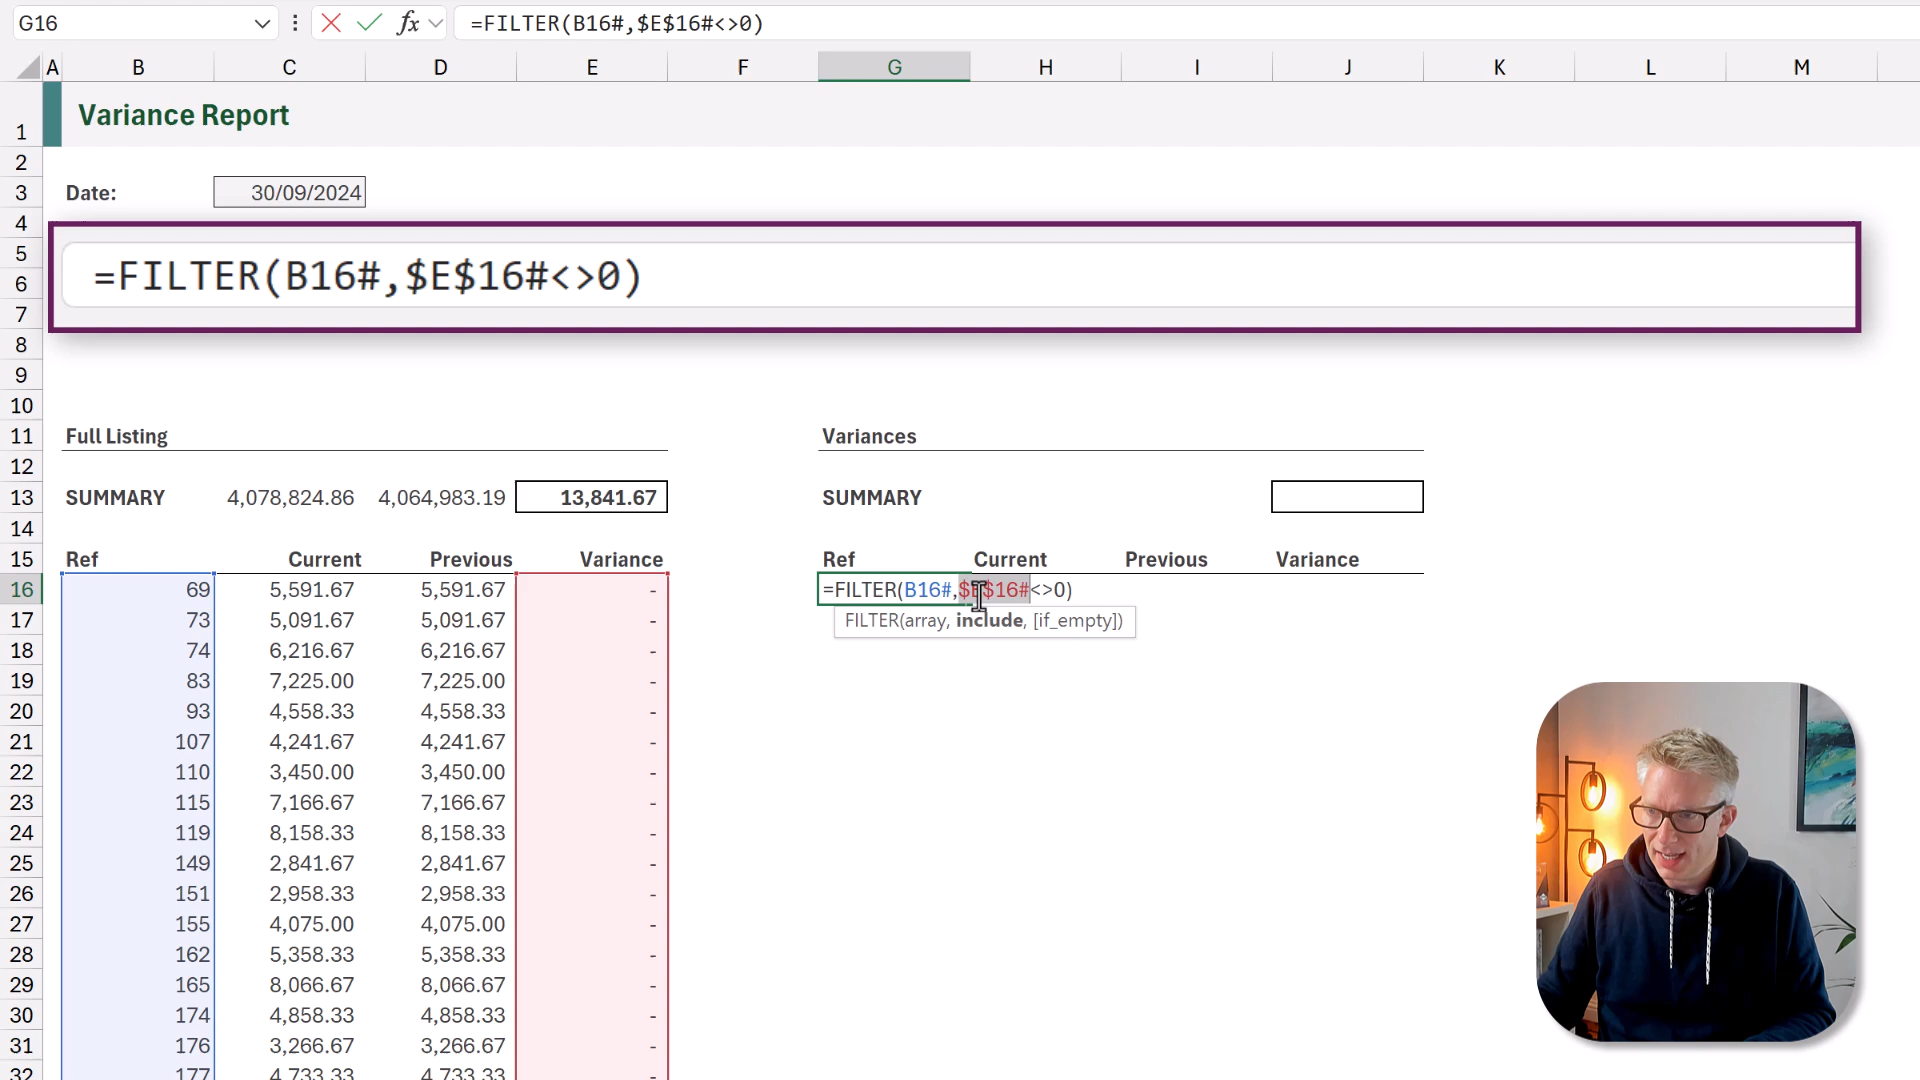 G16 fx =FILTER(B16#,$E$16#<>0)
A B C D E F G H I J K L M
1 Variance Report
2
3 Date: 30/09/2024
4
5
=FILTER(B16#,$E$16#<>0)
6
7
8
9
10
11 Full Listing Variances
12
13 SUMMARY 4,078,824.86 4,064,983.19 13,841.67 SUMMARY
14
15 Ref Current Previous Variance Ref Current Previous Variance
16 69 5,591.67 5,591.67 - =FILTER(B16#,$E$16#<>0)
17 73 5,091.67 5,091.67 - FILTER(array, include, [if_empty])
18 74 6,216.67 6,216.67 -
19 83 7,225.00 7,225.00 -
20 93 4,558.33 4,558.33 -
21 107 4,241.67 4,241.67 -
22 110 3,450.00 3,450.00 -
23 115 7,166.67 7,166.67 -
24 119 8,158.33 8,158.33 -
25 149 2,841.67 2,841.67 -
26 151 2,958.33 2,958.33 -
27 155 4,075.00 4,075.00 -
28 162 5,358.33 5,358.33 -
29 165 8,066.67 8,066.67 -
30 174 4,858.33 4,858.33 -
31 176 3,266.67 3,266.67 -
32 177 4,733.33 4,733.33 -